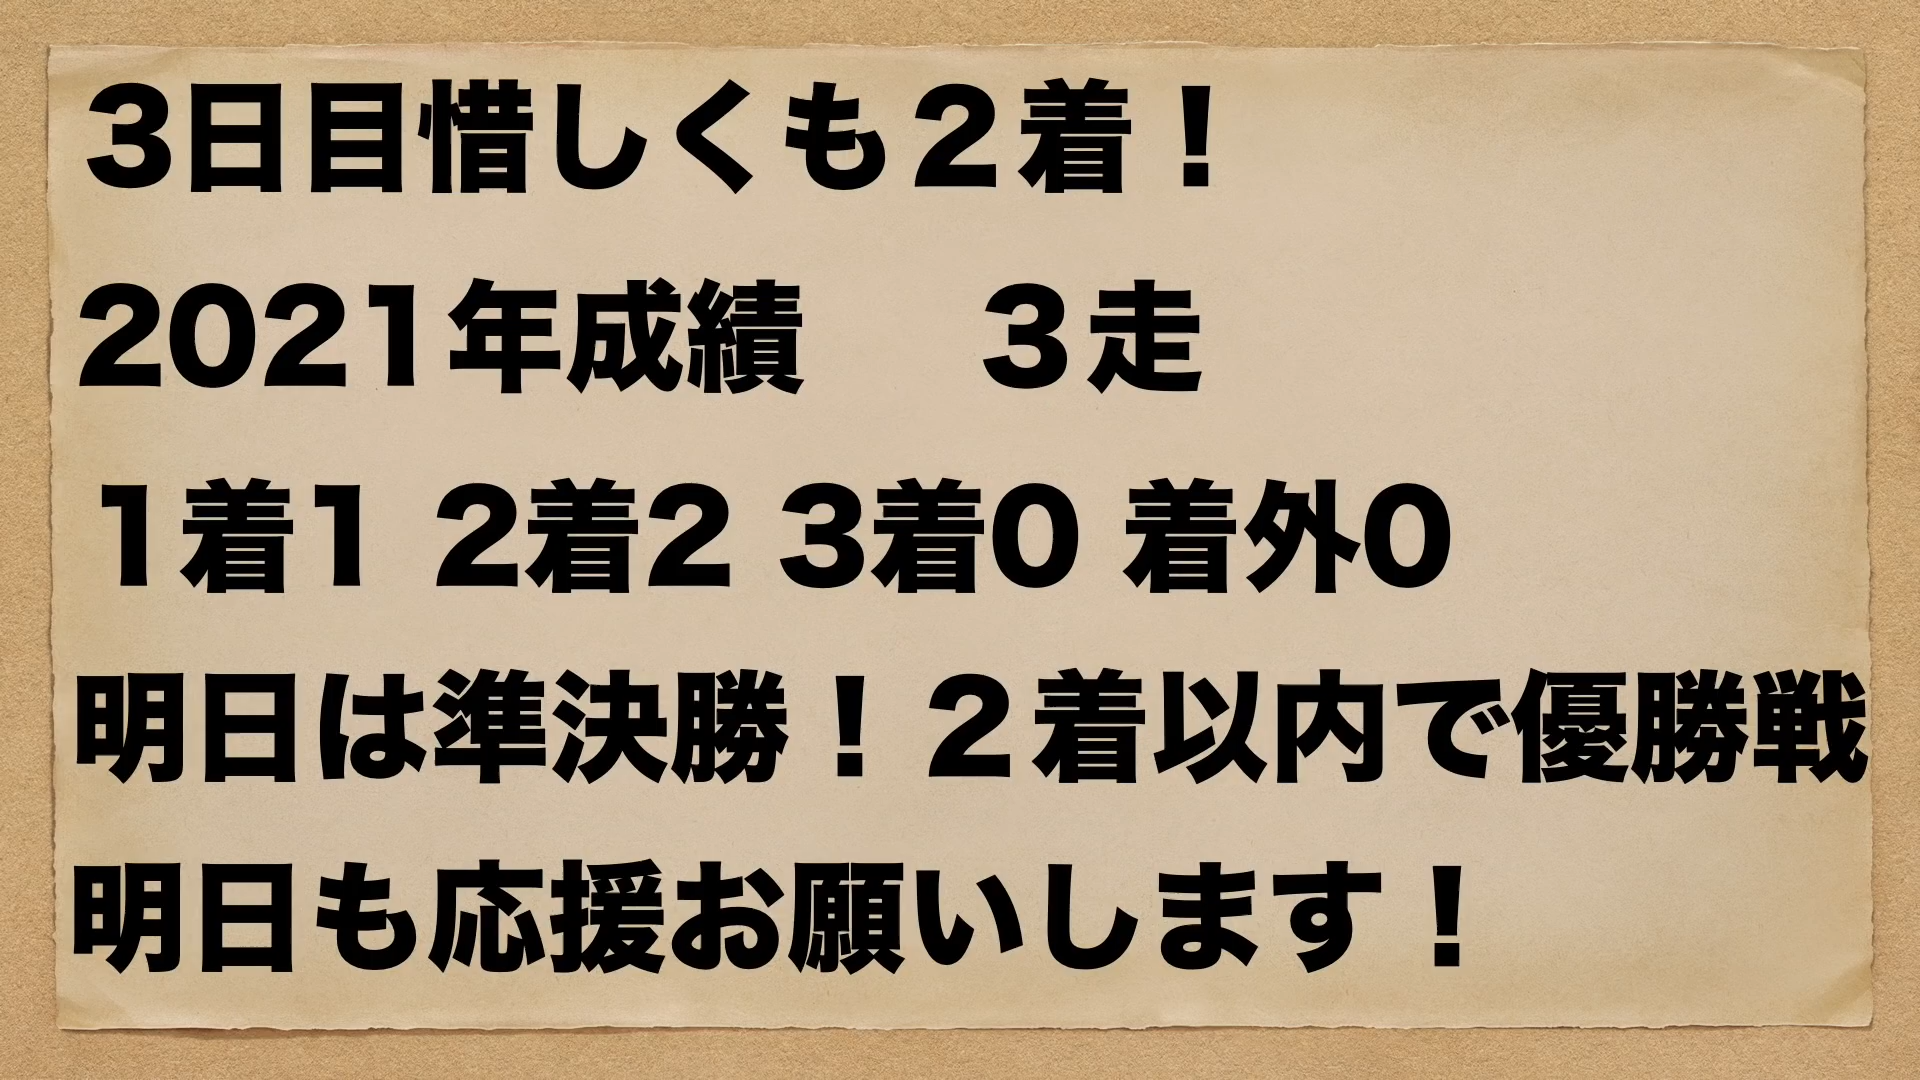 3日目惜しくも２着！
2021年成績　３走
１着1 2着2 3着0 着外0
明日は準決勝！２着以内で優勝戦
明日も応援お願いします！